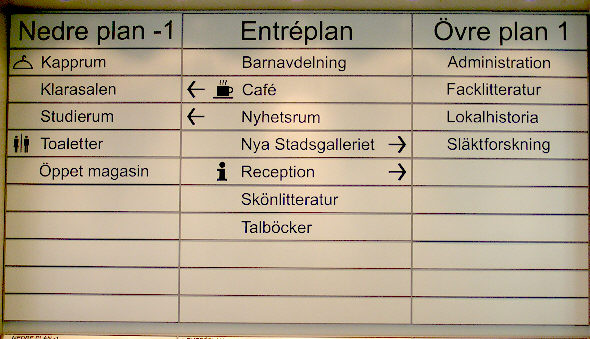 Nedre plan -1
Kapprum
Klarasalen
Studierum
Toaletter
Öppet magasin
Entréplan
Barnavdelning
← Café
← Nyhetsrum
Nya Stadsgalleriet →
i Reception →
Skönlitteratur
Talböcker
Övre plan 1
Administration
Facklitteratur
Lokalhistoria
Släktforskning